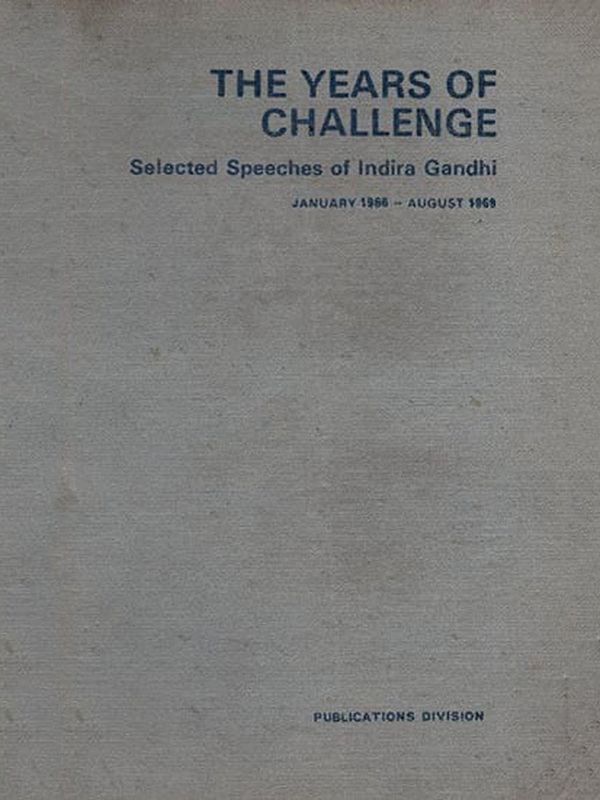 THE YEARS OF
CHALLENGE
Selected Speeches of Indira Gandhi
JANUARY 1966 – AUGUST 1969
PUBLICATIONS DIVISION